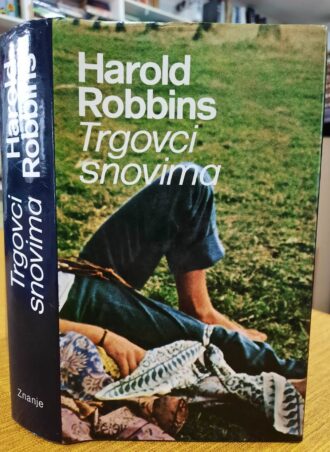 Harold
Robbins
Trgovci
snovima
Harold
Robbins
Trgovci
snovima
Znanje